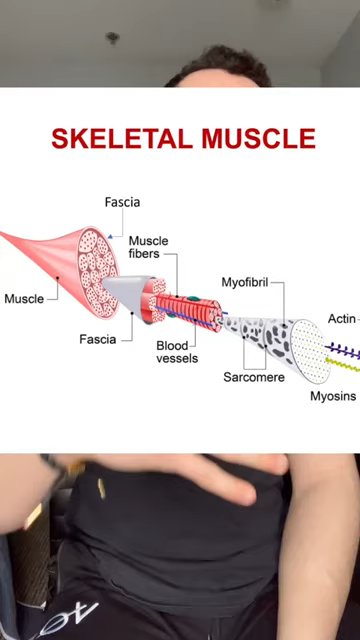 SKELETAL MUSCLE
Fascia
Muscle
fibers
Myofibril
Muscle
Actin
Fascia
Blood
vessels
Sarcomere
Myosins